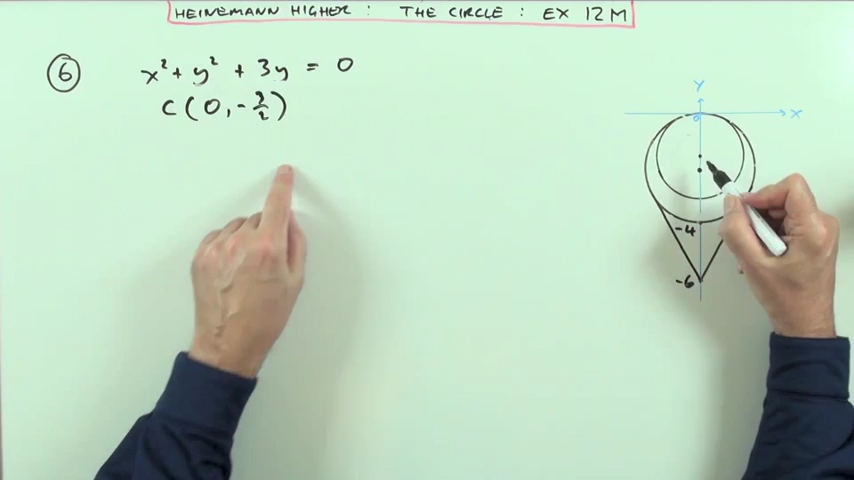 HEINEMANN HIGHER : THE CIRCLE : EX 12M
6 x² + y² + 3y = 0
C(0, -3/2)
Y
0 X
-4
-6